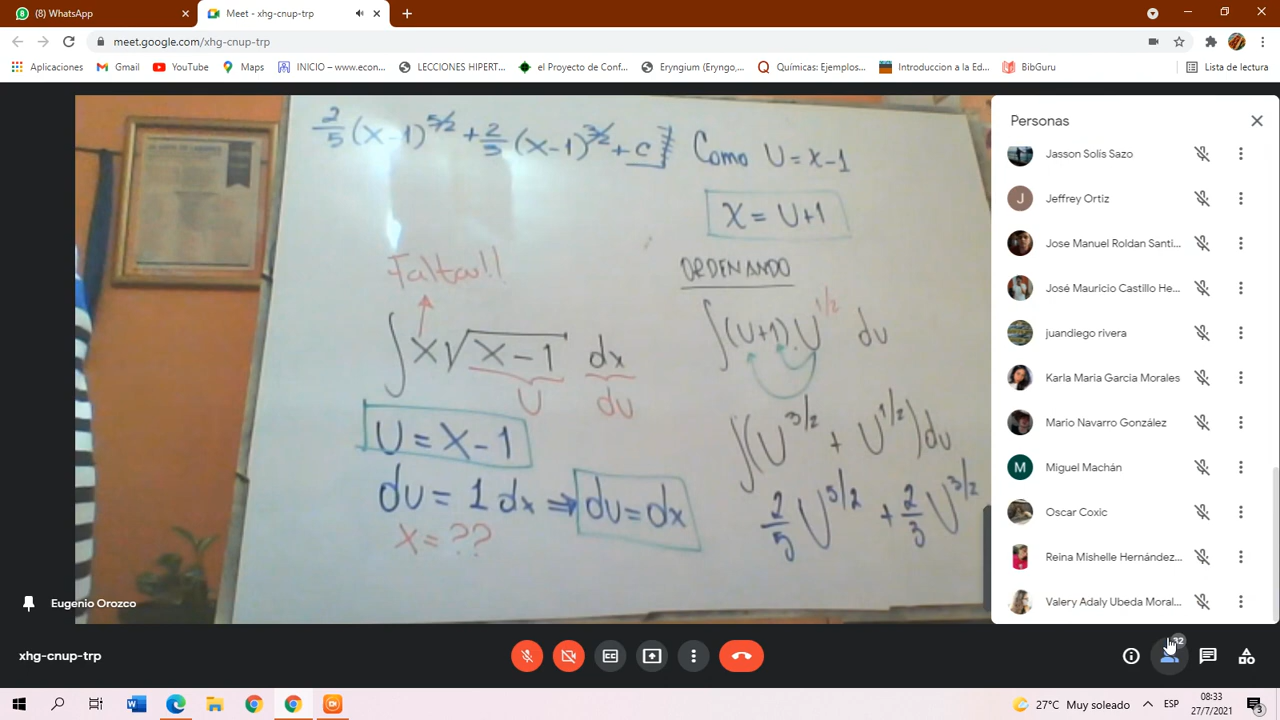 WhatsApp
Meet - xhg-cnup-trp
meet.google.com/xhg-cnup-trp
Aplicaciones
Gmail
YouTube
Maps
INICIO – www.econ...
LECCIONES HIPERT...
el Proyecto de Conf...
Eryngium (Eryngo,...
Químicas: Ejemplos...
Introduccion a la Ed...
BibGuru
Lista de lectura
2/5 (x-1)^5/2 + 2/3 (x-1)^3/2 + C
Como U = x-1
X = U+1
Faltou!!
ORDENANDO
∫ X √(X-1) dx
U
du
∫ (U+1).U^1/2 du
U = X-1
∫ (U^3/2 + U^1/2) du
du = 1 dx ⇒ du = dx
2/5 U^5/2 + 2/3 U^3/2
X = ??
Eugenio Orozco
xhg-cnup-trp
Personas
Jasson Solis Sazo
J
Jeffrey Ortiz
Jose Manuel Roldan Santi...
José Mauricio Castillo He...
juandiego rivera
Karla María García Morales
Mario Navarro González
M
Miguel Machán
Oscar Coxic
Reina Mishelle Hernández...
Valery Adaly Ubeda Moral...
32
27°C Muy soleado
ESP
08:33
27/7/2021
3